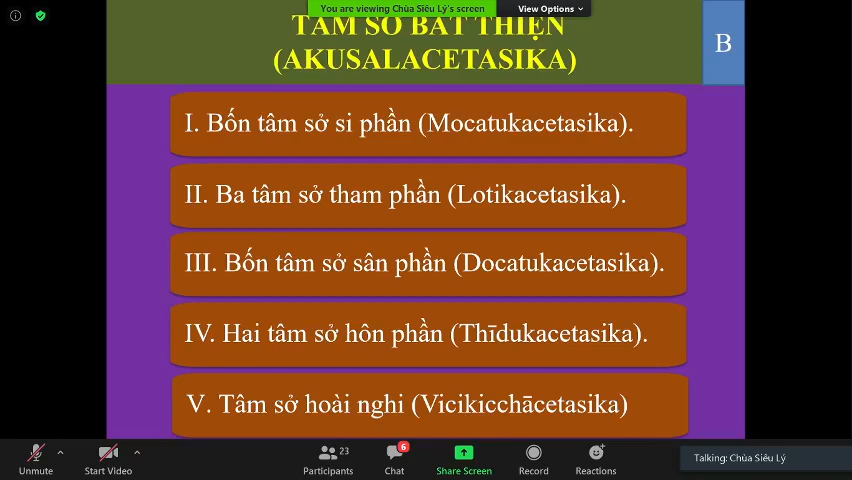 You are viewing Chùa Siêu Lý's screen
View Options
TÂM SỞ BẤT THIỆN
(AKUSALACETASIKA)
B
I. Bốn tâm sở si phần (Mocatukacetasika).
II. Ba tâm sở tham phần (Lotikacetasika).
III. Bốn tâm sở sân phần (Docatukacetasika).
IV. Hai tâm sở hôn phần (Thīdukacetasika).
V. Tâm sở hoài nghi (Vicikicchācetasika)
23
6
Unmute
Start Video
Participants
Chat
Share Screen
Record
Reactions
Talking: Chùa Siêu Lý